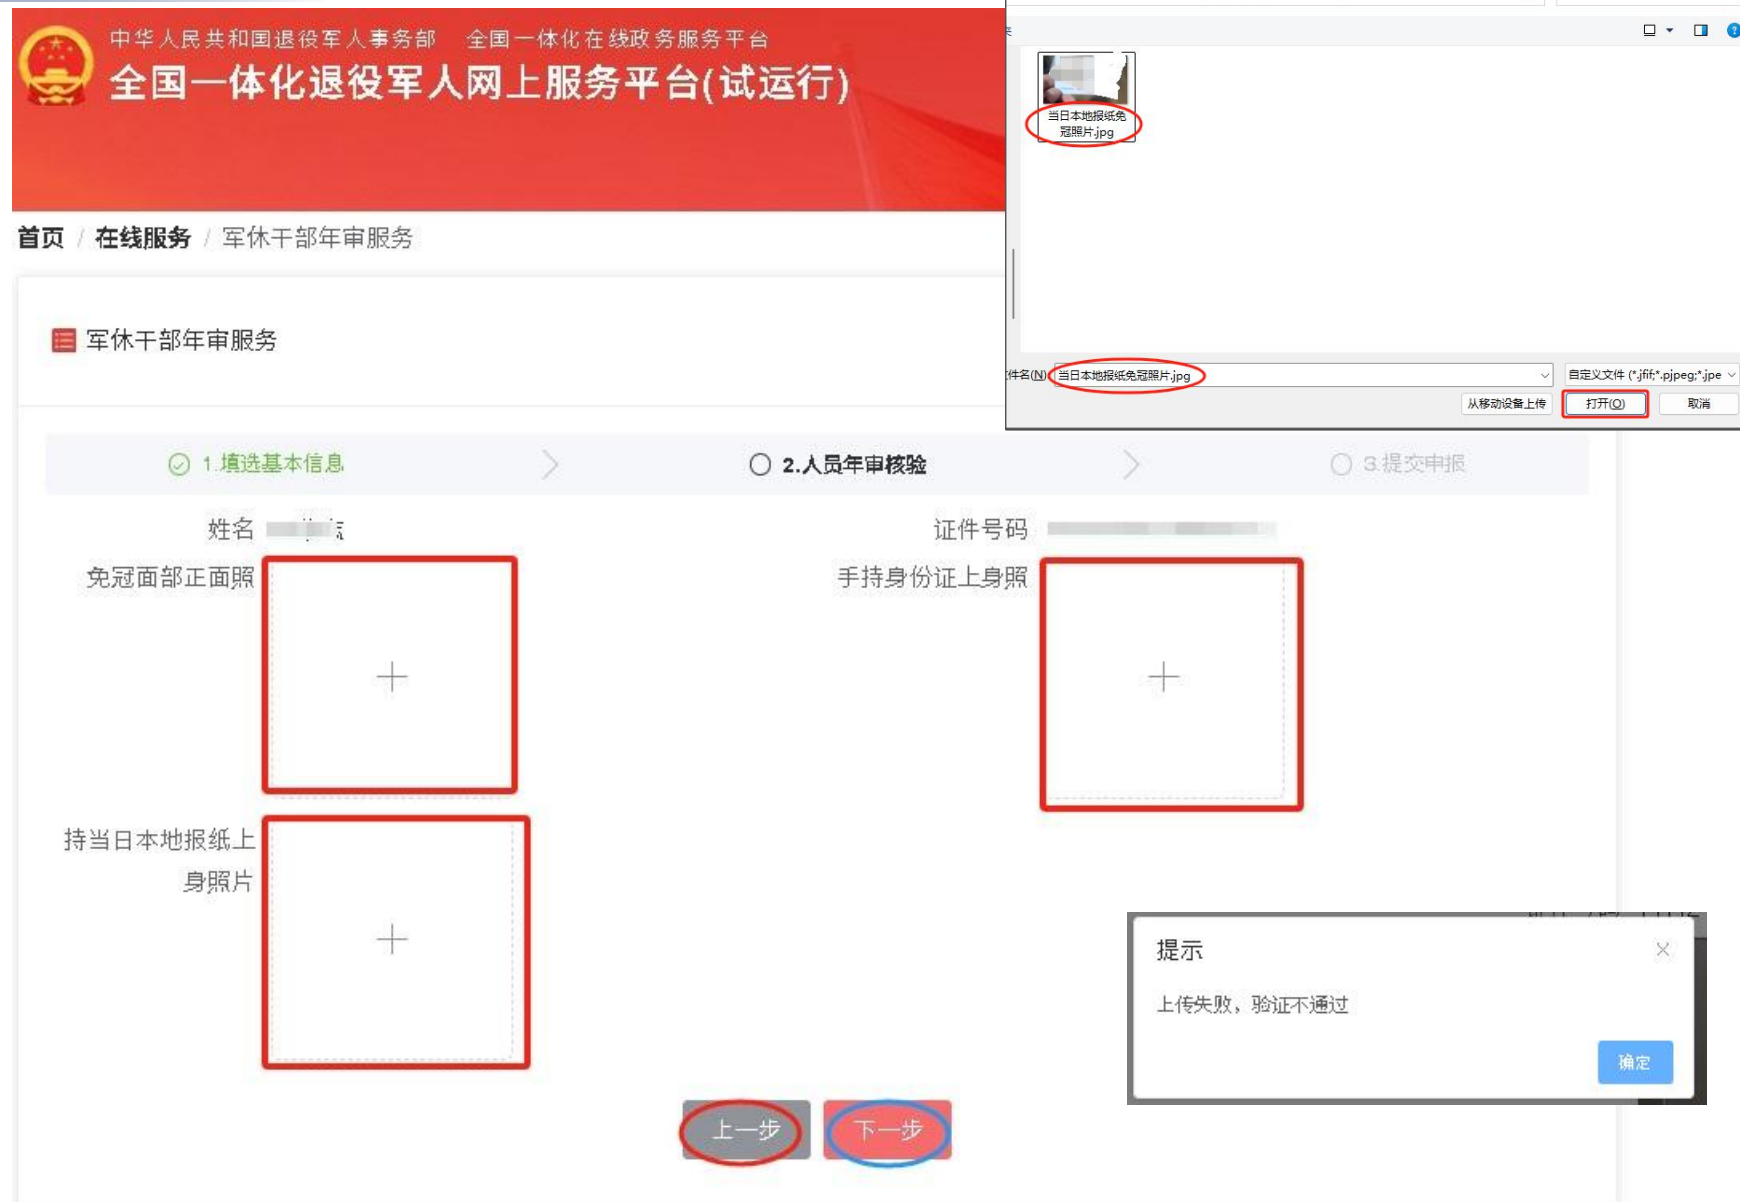 中华人民共和国退役军人事务部 全国一体化在线政务服务平台
全国一体化退役军人网上服务平台(试运行)
当日本地报纸免
冠照片.jpg
首页 / 在线服务 / 军休干部年审服务
军休干部年审服务
件名(N) 当日本地报纸免冠照片.jpg 自定义文件 (*.jfif;*.pjpeg;*.jpe
从移动设备上传 打开(O) 取消
1.填选基本信息 2.人员年审核验 3.提交申报
姓名 证件号码
免冠面部正面照 手持身份证上身照
持当日本地报纸上
身照片
提示
上传失败，验证不通过
确定
上一步 下一步